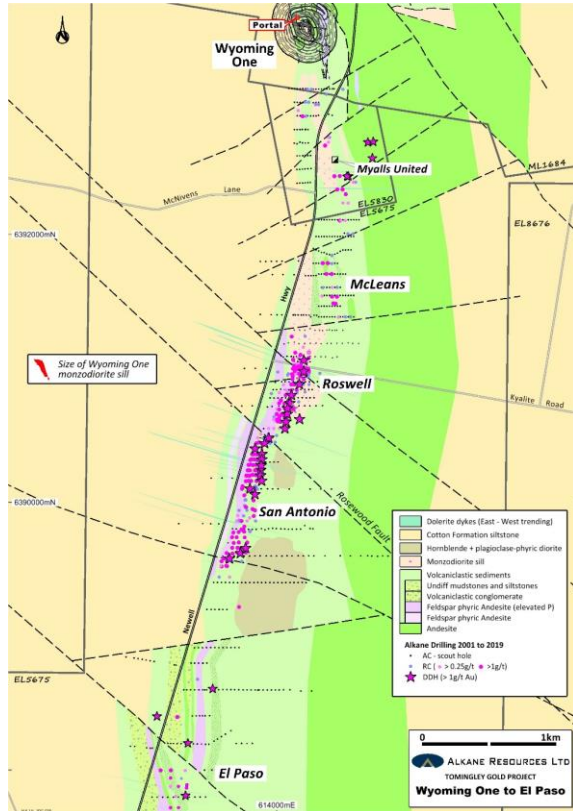 Portal
Wyoming
One
Myalls United
ML1684
McNivens
Lane
EL5830
EL5675
EL8676
6392000mN
McLeans
Hwy
Size of Wyoming One
monzodiorite sill
Roswell
Kyalite
Road
6390000mN
San Antonio
Rosewood Fault
Newell
EL5675
El Paso
614000mE
Dolerite dykes (East - West trending)
Cotton Formation siltstone
Hornblende + plagioclase-phyric diorite
Monzodiorite sill
Volcaniclastic sediments
Undiff mudstones and siltstones
Volcaniclastic conglomerate
Feldspar phyric Andesite (elevated P)
Feldspar phyric Andesite
Andesite
Alkane Drilling 2001 to 2019
AC - scout hole
RC ( > 0.25g/t >1g/t)
DDH (> 1g/t Au)
0 1km
ALKANE RESOURCES LTD
TOMINGLEY GOLD PROJECT
Wyoming One to El Paso